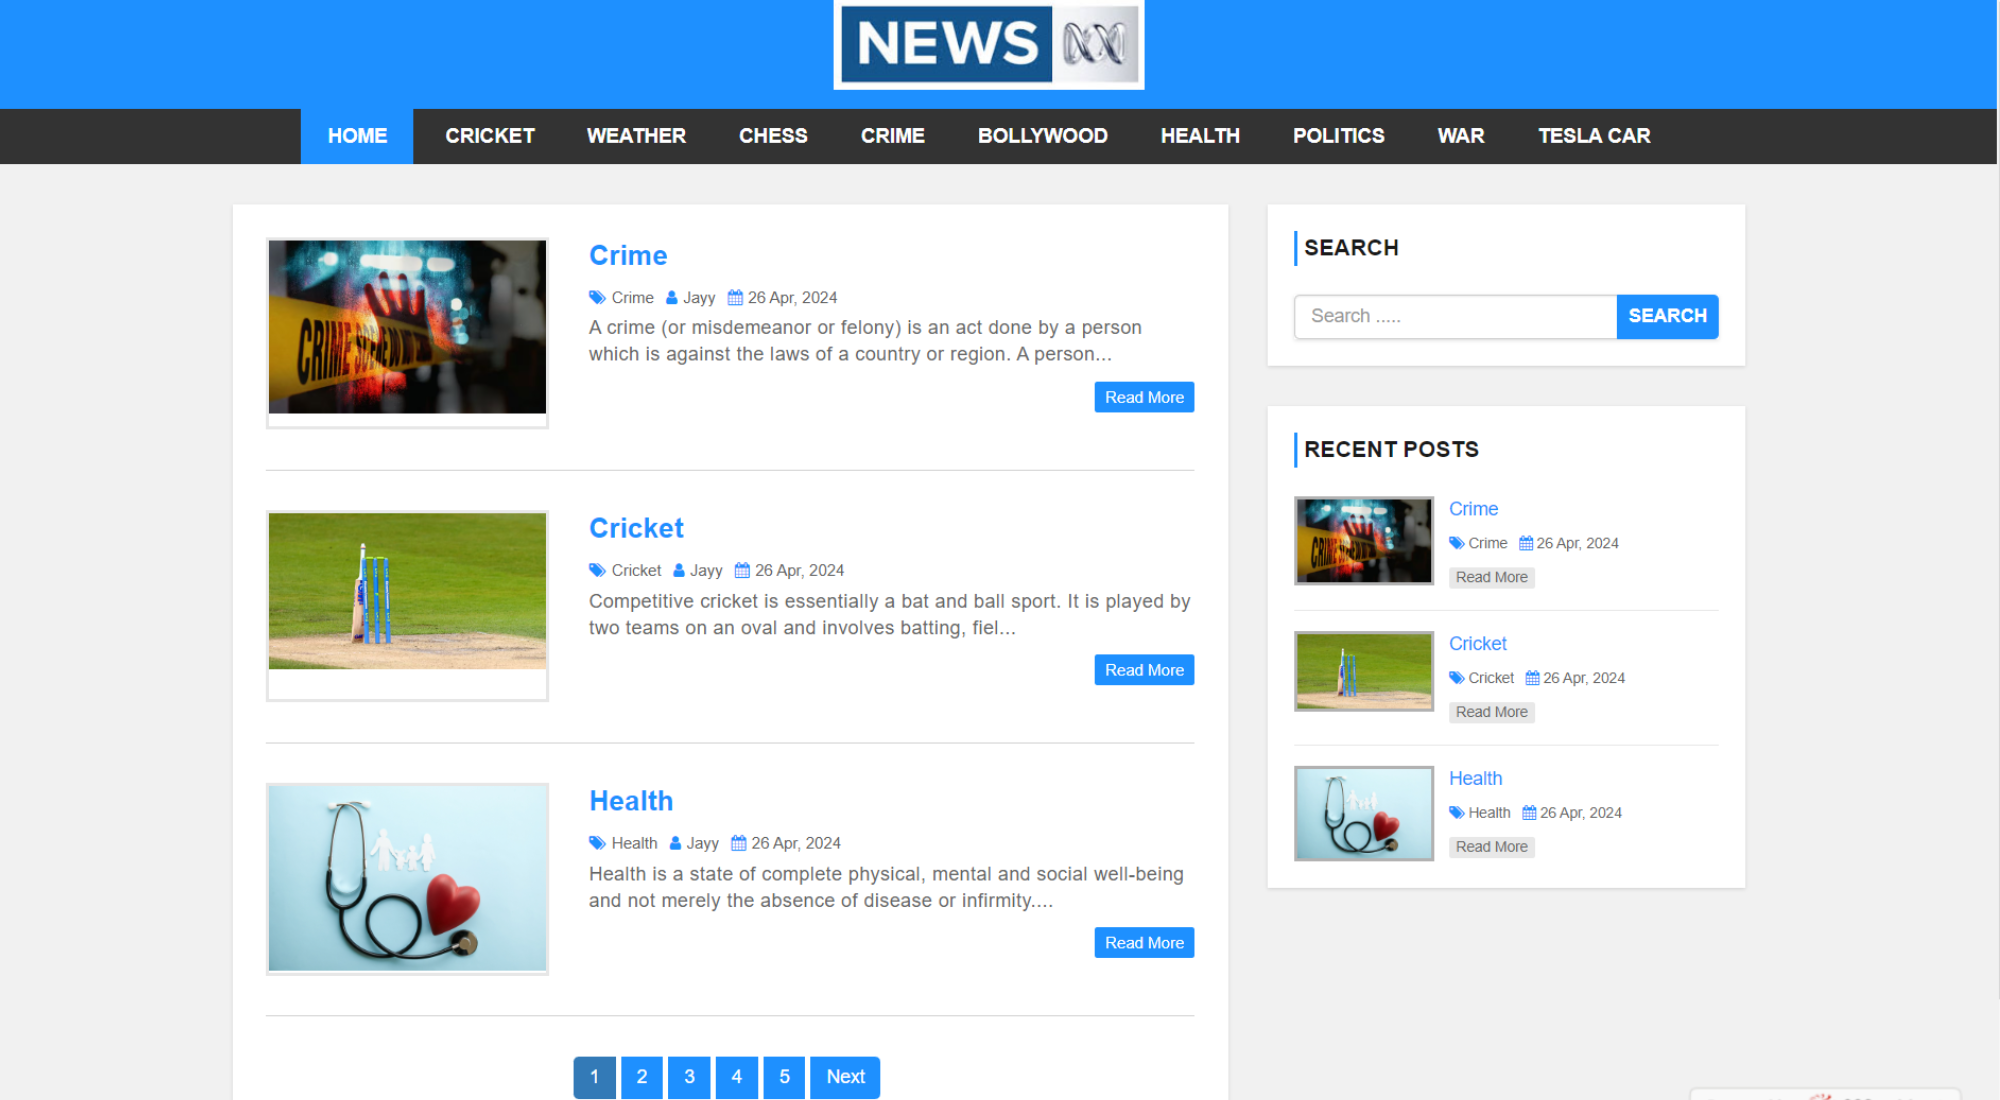 NEWS
HOME CRICKET WEATHER CHESS CRIME BOLLYWOOD HEALTH POLITICS WAR TESLA CAR
Crime
Crime Jayy 26 Apr, 2024
A crime (or misdemeanor or felony) is an act done by a person
which is against the laws of a country or region. A person...
Read More
Cricket
Cricket Jayy 26 Apr, 2024
Competitive cricket is essentially a bat and ball sport. It is played by
two teams on an oval and involves batting, fiel...
Read More
Health
Health Jayy 26 Apr, 2024
Health is a state of complete physical, mental and social well-being
and not merely the absence of disease or infirmity....
Read More
1 2 3 4 5 Next
SEARCH
Search ..... SEARCH
RECENT POSTS
Crime
Crime 26 Apr, 2024
Read More
Cricket
Cricket 26 Apr, 2024
Read More
Health
Health 26 Apr, 2024
Read More